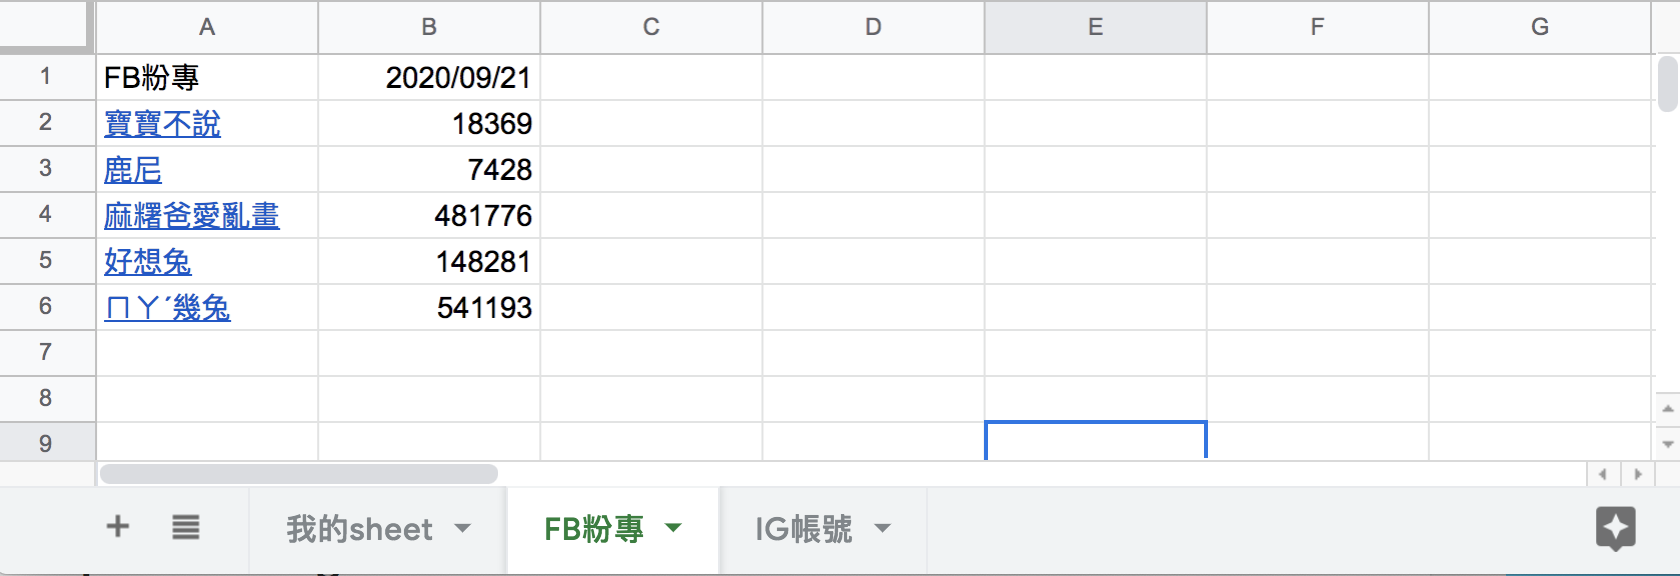 A B C D E F G
1 FB粉專 2020/09/21
2 寶寶不說 18369
3 鹿尼 7428
4 麻糬爸愛亂畫 481776
5 好想兔 148281
6 ㄇㄚˊ幾兔 541193
7
8
9
我的sheet FB粉專 IG帳號